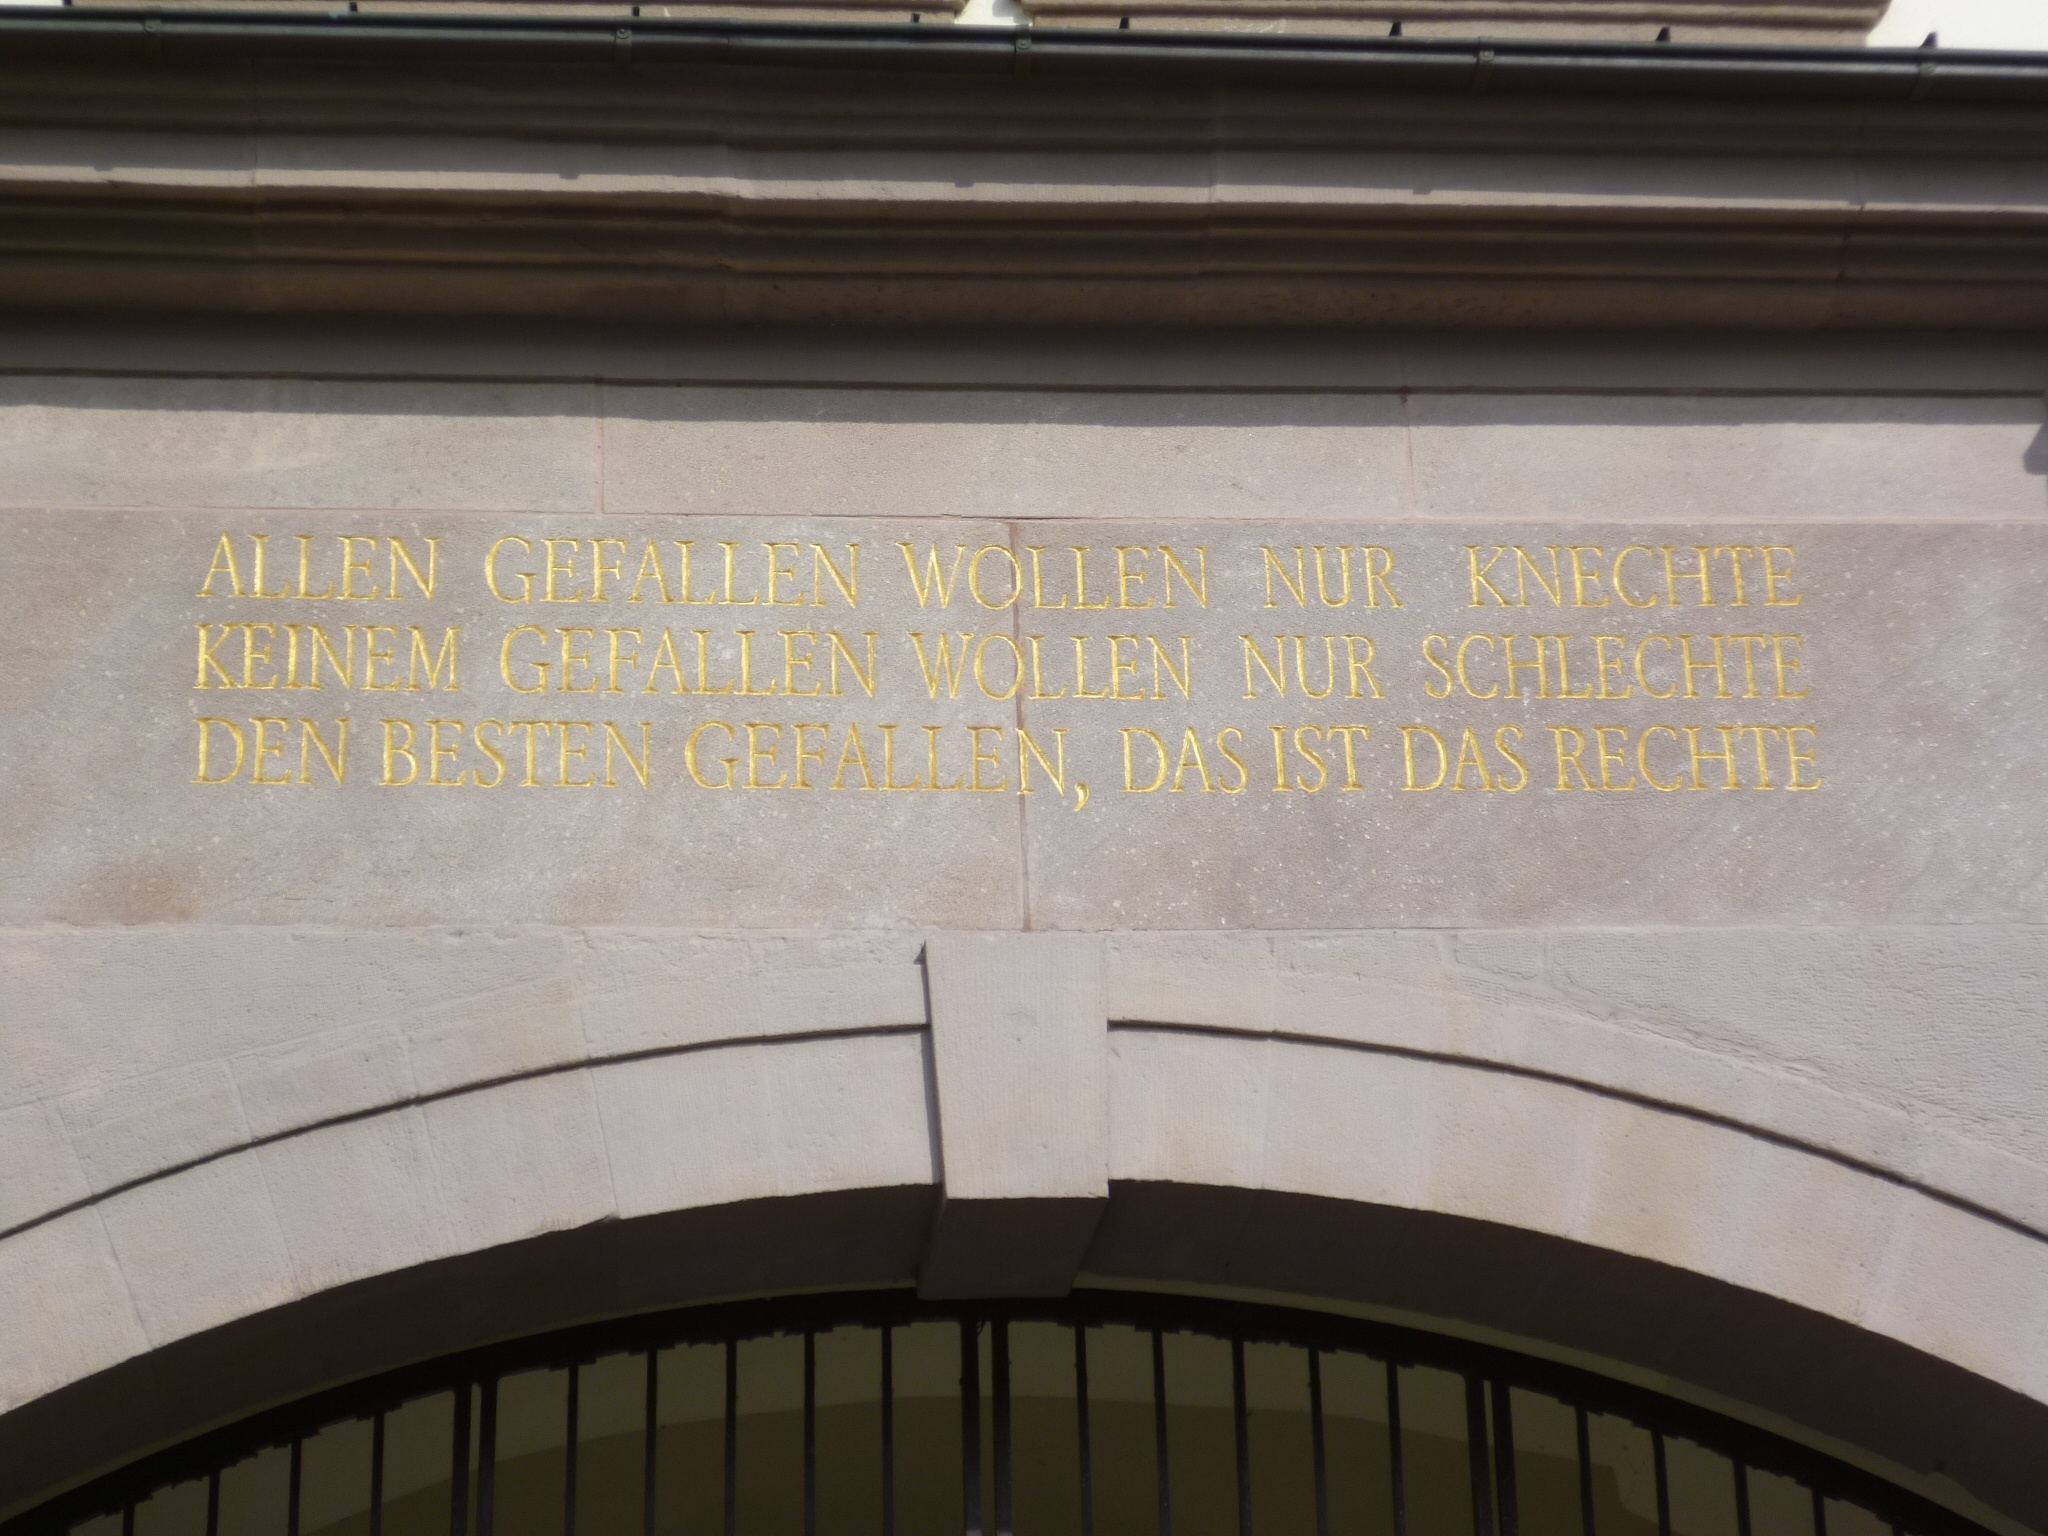 ALLEN GEFALLEN WOLLEN NUR KNECHTE
KEINEM GEFALLEN WOLLEN NUR SCHLECHTE
DEN BESTEN GEFALLEN, DAS IST DAS RECHTE